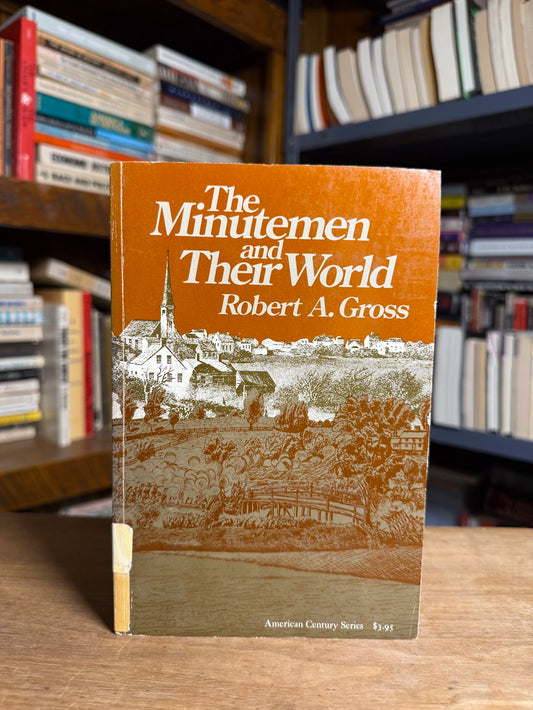 The
Minutemen
and
Their World
Robert A. Gross
American Century Series $3.95